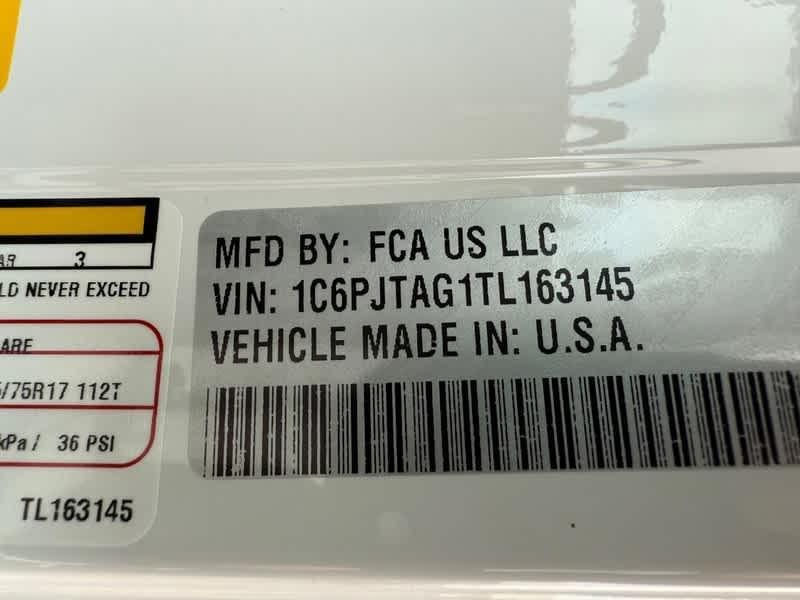 AR 3
LD NEVER EXCEED
ARE
/75R17 112T
kPa / 36 PSI
TL163145
MFD BY: FCA US LLC
VIN: 1C6PJTAG1TL163145
VEHICLE MADE IN: U.S.A.